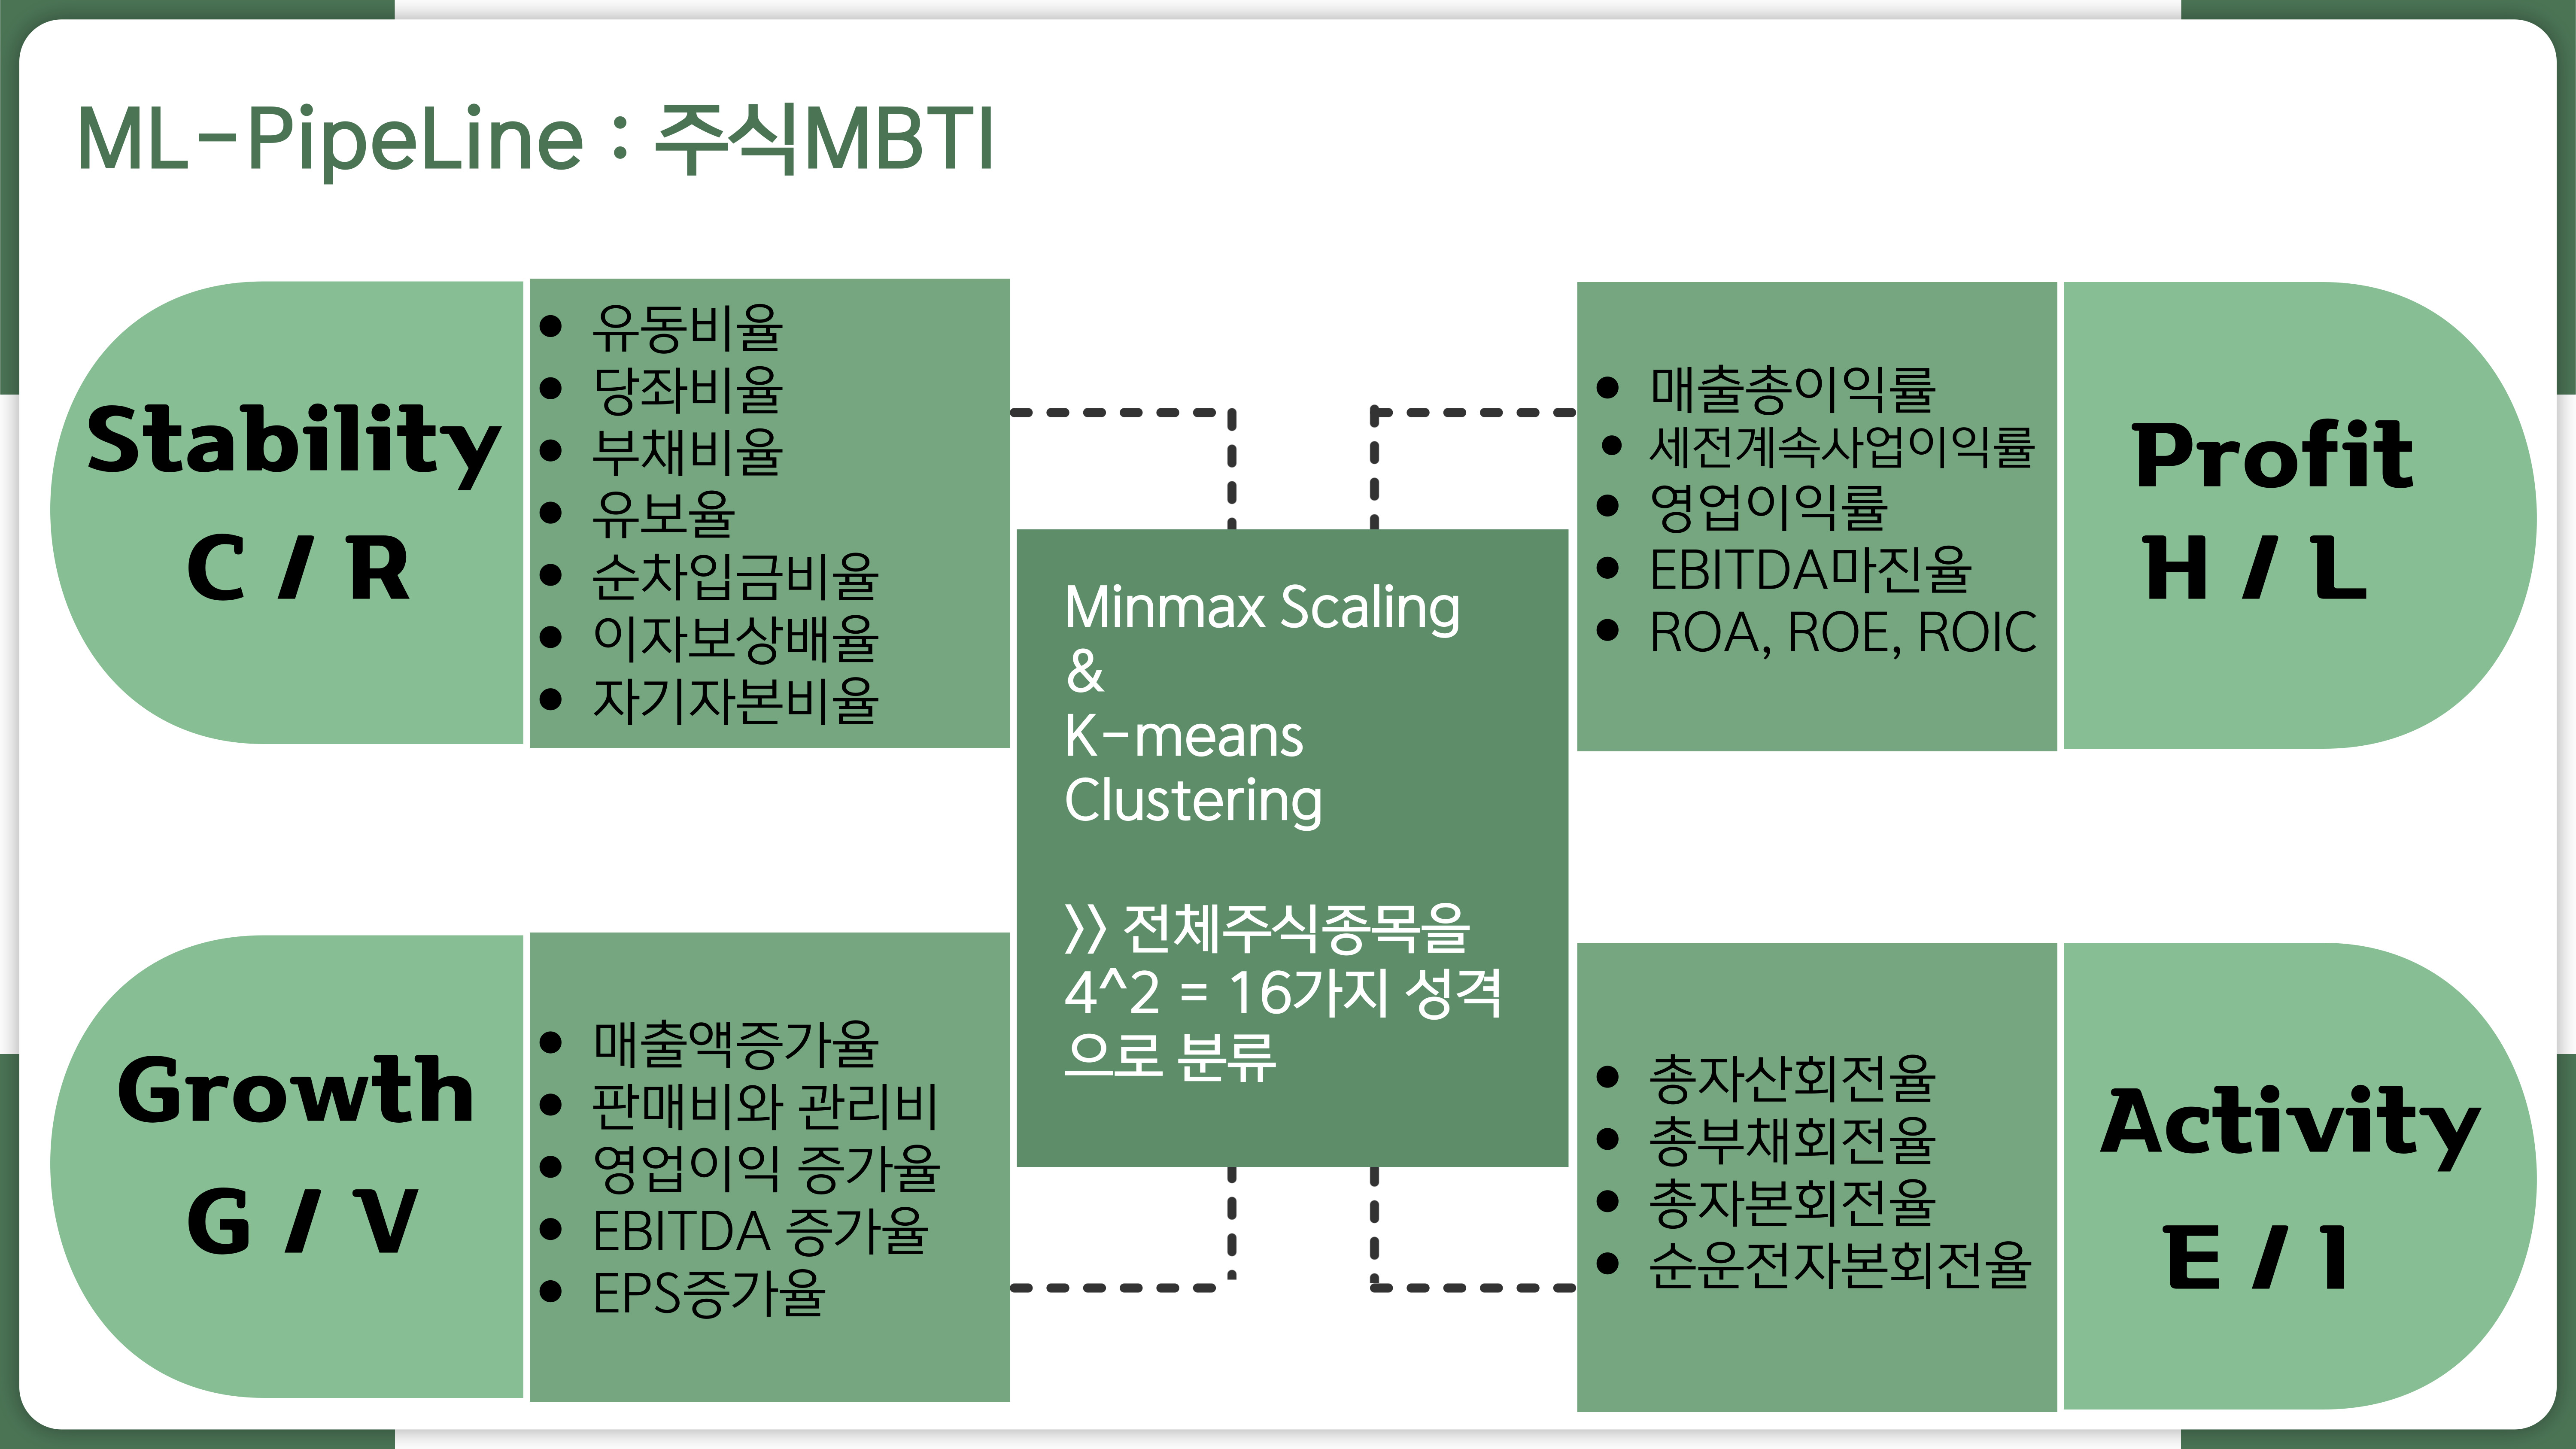 ML-PipeLine : 주식MBTI
Stability
C / R
• 유동비율
• 당좌비율
• 부채비율
• 유보율
• 순차입금비율
• 이자보상배율
• 자기자본비율
Growth
G / V
• 매출액증가율
• 판매비와 관리비
• 영업이익 증가율
• EBITDA 증가율
• EPS증가율
Minmax Scaling
&
K-means
Clustering
>> 전체주식종목을
4^2 = 16가지 성격
으로 분류
• 매출총이익률
• 세전계속사업이익률
• 영업이익률
• EBITDA마진율
• ROA, ROE, ROIC
Profit
H / L
• 총자산회전율
• 총부채회전율
• 총자본회전율
• 순운전자본회전율
Activity
E / I